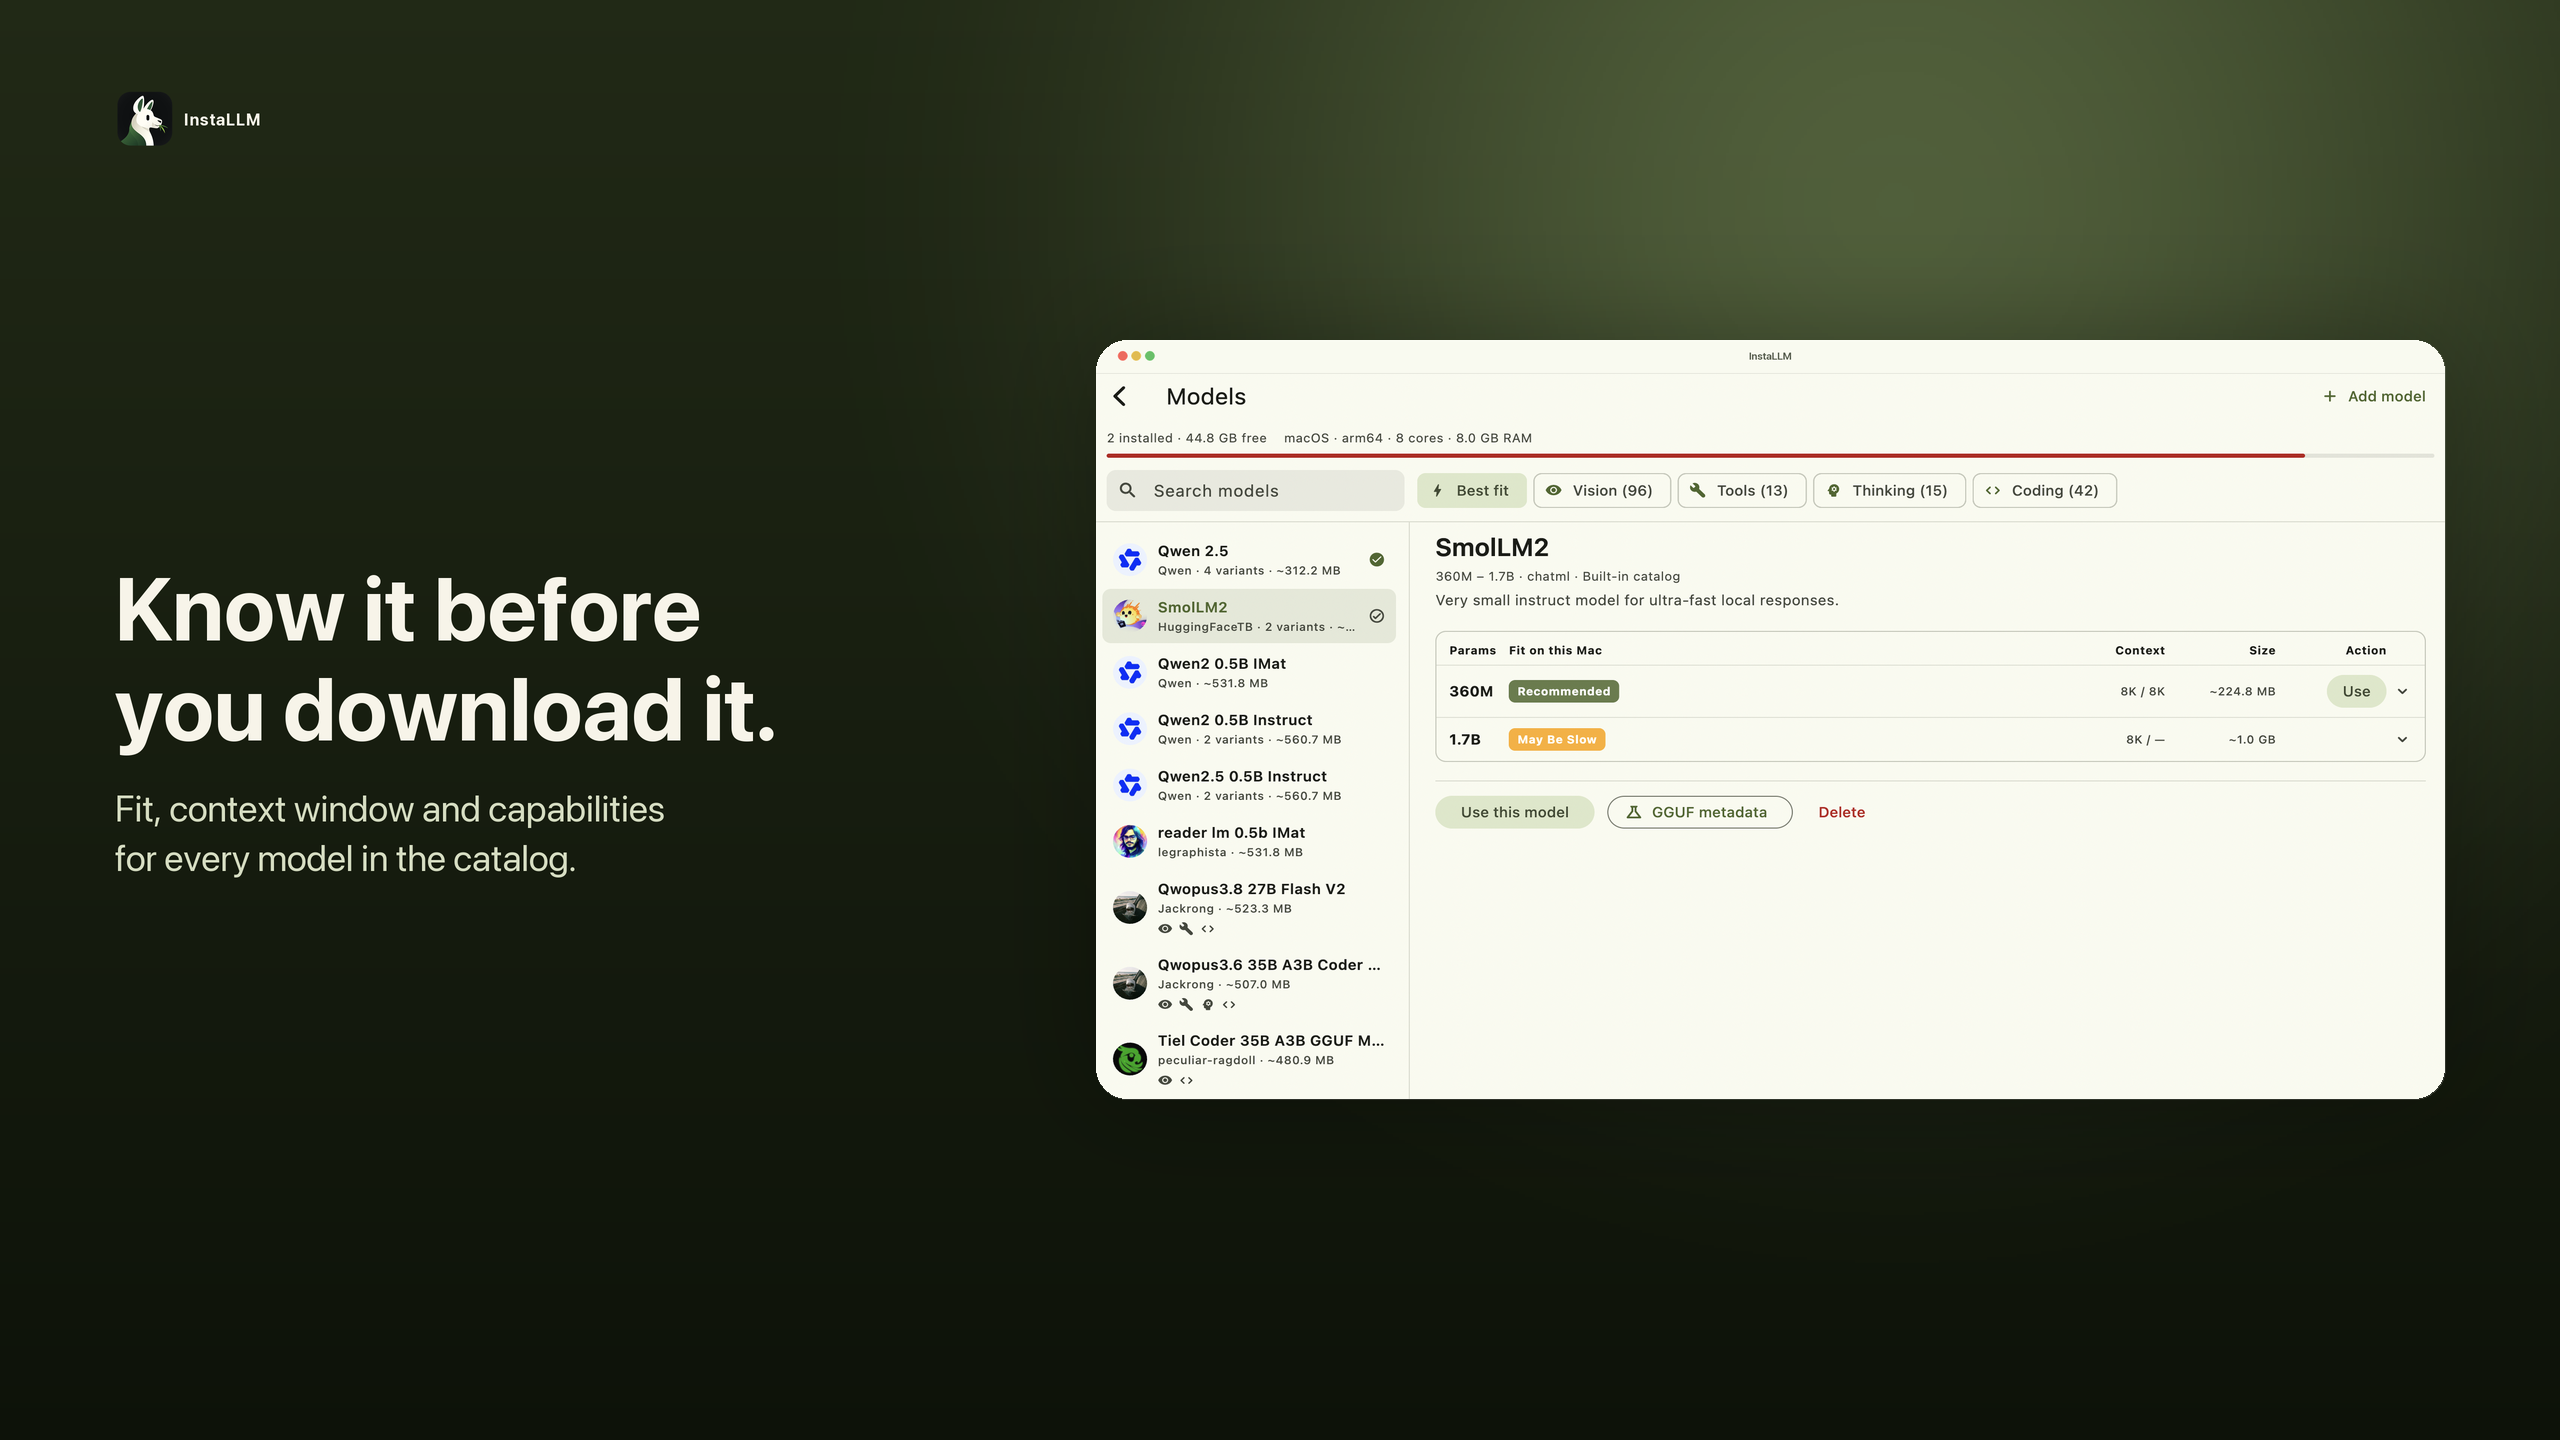 InstaLLM
Know it before
you download it.
Fit, context window and capabilities
for every model in the catalog.
InstaLLM
Models
+ Add model
2 installed · 44.8 GB free macOS · arm64 · 8 cores · 8.0 GB RAM
Search models
Best fit
Vision (96)
Tools (13)
Thinking (15)
Coding (42)
Qwen 2.5
Qwen · 4 variants · ~312.2 MB
SmolLM2
HuggingFaceTB · 2 variants · ~...
Qwen2 0.5B IMat
Qwen · ~531.8 MB
Qwen2 0.5B Instruct
Qwen · 2 variants · ~560.7 MB
Qwen2.5 0.5B Instruct
Qwen · 2 variants · ~560.7 MB
reader lm 0.5b IMat
legraphista · ~531.8 MB
Qwopus3.8 27B Flash V2
Jackrong · ~523.3 MB
Qwopus3.6 35B A3B Coder ...
Jackrong · ~507.0 MB
Tiel Coder 35B A3B GGUF M...
peculiar-ragdoll · ~480.9 MB
SmolLM2
360M – 1.7B · chatml · Built-in catalog
Very small instruct model for ultra-fast local responses.
Params Fit on this Mac Context Size Action
360M Recommended 8K / 8K ~224.8 MB Use
1.7B May Be Slow 8K / — ~1.0 GB
Use this model
GGUF metadata
Delete